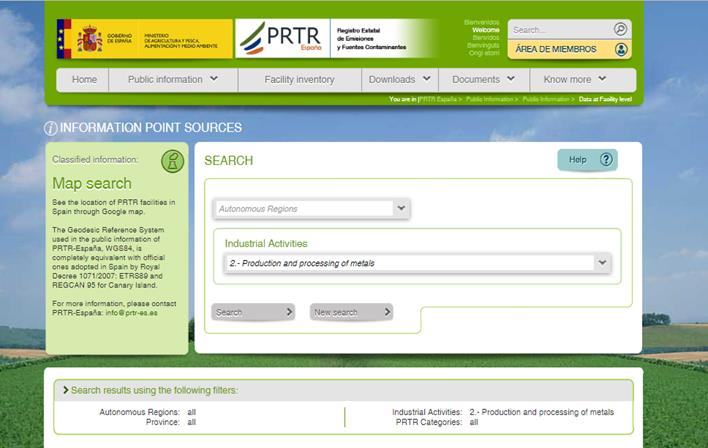 GOBIERNO
DE ESPAÑA
MINISTERIO
DE AGRICULTURA Y PESCA,
ALIMENTACIÓN Y MEDIO AMBIENTE
PRTR
España
Registro Estatal
de Emisiones
y Fuentes Contaminantes
Bienvenidos
Welcome
Benvidos
Benvinguts
Ongi etorri
Search...
ÁREA DE MIEMBROS
Home
Public information
Facility inventory
Downloads
Documents
Know more
You are in |PRTR España > Public Information > Public Information > Data at Facility level
INFORMATION POINT SOURCES
Classified information:
Map search
See the location of PRTR facilities in
Spain through Google map.
The Geodesic Reference System
used in the public information of
PRTR-España, WGS84, is
completely equivalent with official
ones adopted in Spain by Royal
Decree 1071/2007: ETRS89 and
REGCAN 95 for Canary Island.
For more information, please contact
PRTR-España: info@prtr-es.es
SEARCH
Help ?
Autonomous Regions
Industrial Activities
2.- Production and processing of metals
Search
New search
Search results using the following filters:
Autonomous Regions: all
Province: all
Industrial Activities: 2.- Production and processing of metals
PRTR Categories: all